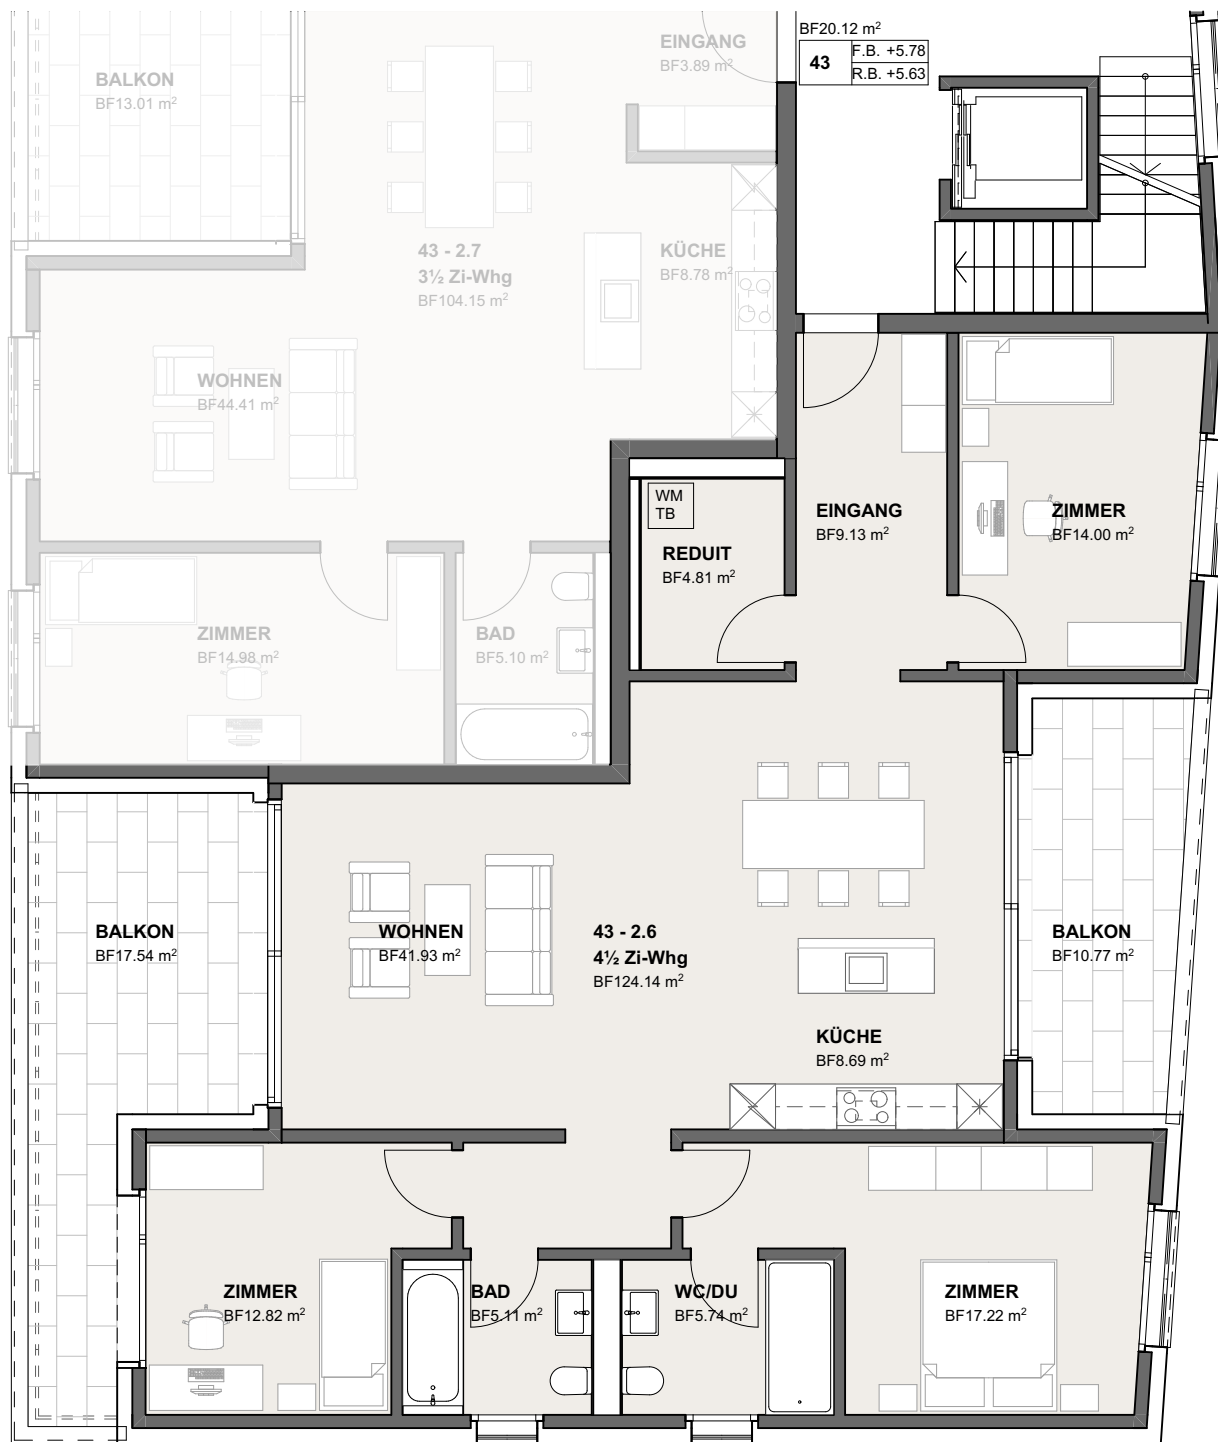 BF20.12 m²
43
F.B. +5.78
R.B. +5.63
EINGANG
BF3.89 m²
BALKON
BF13.01 m²
43 - 2.7
3½ Zi-Whg
BF104.15 m²
KÜCHE
BF8.78 m²
WOHNEN
BF44.41 m²
WM
TB
REDUIT
BF4.81 m²
EINGANG
BF9.13 m²
ZIMMER
BF14.00 m²
ZIMMER
BF14.98 m²
BAD
BF5.10 m²
BALKON
BF17.54 m²
WOHNEN
BF41.93 m²
43 - 2.6
4½ Zi-Whg
BF124.14 m²
BALKON
BF10.77 m²
KÜCHE
BF8.69 m²
ZIMMER
BF12.82 m²
BAD
BF5.11 m²
WC/DU
BF5.74 m²
ZIMMER
BF17.22 m²